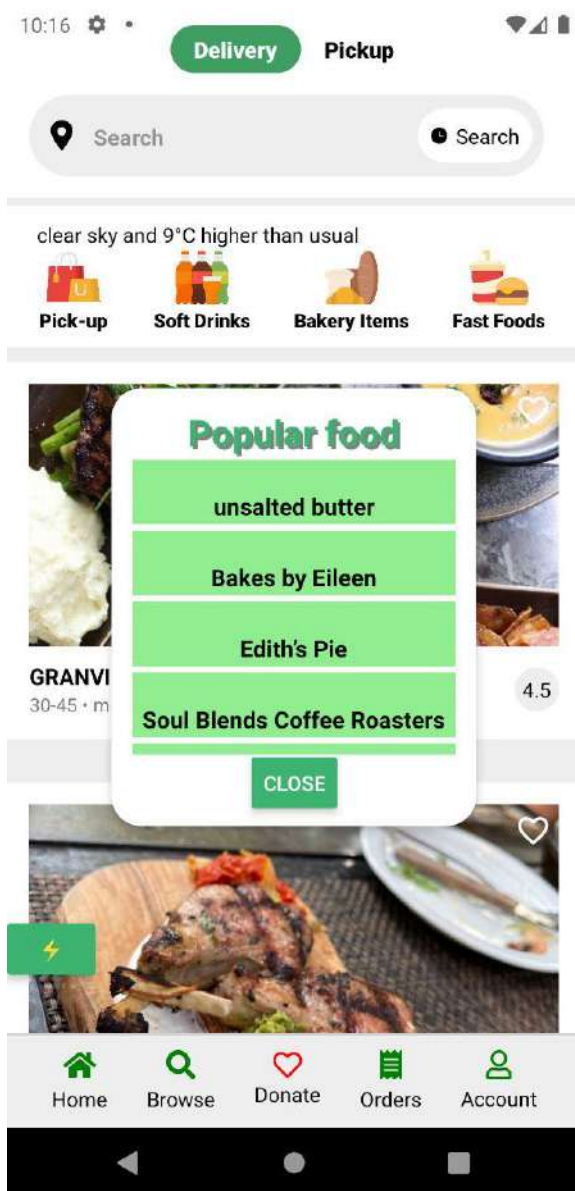 10:16
Delivery Pickup
Search Search
clear sky and 9°C higher than usual
Pick-up Soft Drinks Bakery Items Fast Foods
Popular food
unsalted butter
Bakes by Eileen
Edith's Pie
Soul Blends Coffee Roasters
GRANVI
30-45 • m
4.5
CLOSE
Home Browse Donate Orders Account